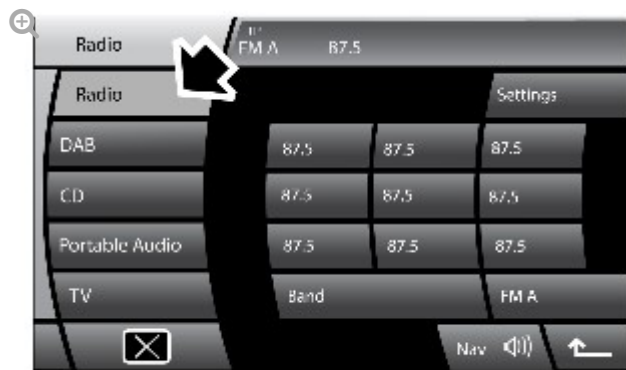 Radio
FM A 87.5
Radio
Settings
DAB 87.5 87.5 87.5
CD 87.5 87.5 87.5
Portable Audio 87.5 87.5 87.5
TV Band FM A
Nav